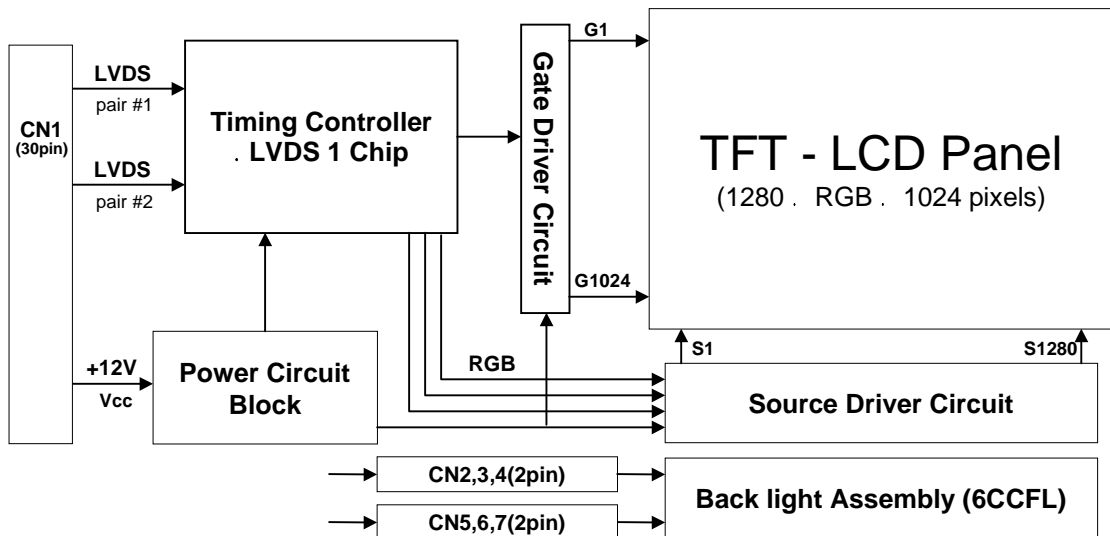 CN1
(30pin)
LVDS
pair #1
LVDS
pair #2
+12V
Vcc
Timing Controller
. LVDS 1 Chip
Power Circuit
Block
RGB
Gate Driver Circuit
G1
G1024
TFT - LCD Panel
(1280 . RGB . 1024 pixels)
S1
S1280
Source Driver Circuit
CN2,3,4(2pin)
CN5,6,7(2pin)
Back light Assembly (6CCFL)